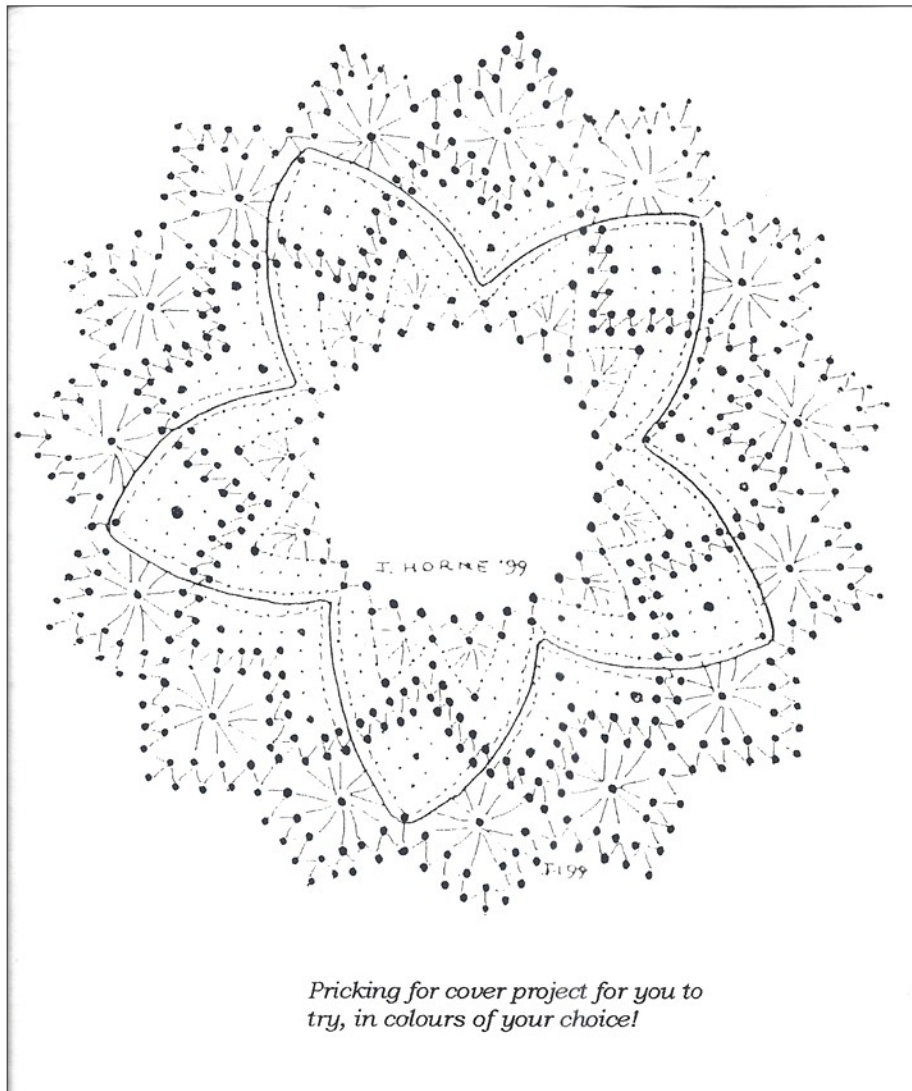 J. HORNE '99
J.H 99
Pricking for cover project for you to
try, in colours of your choice!